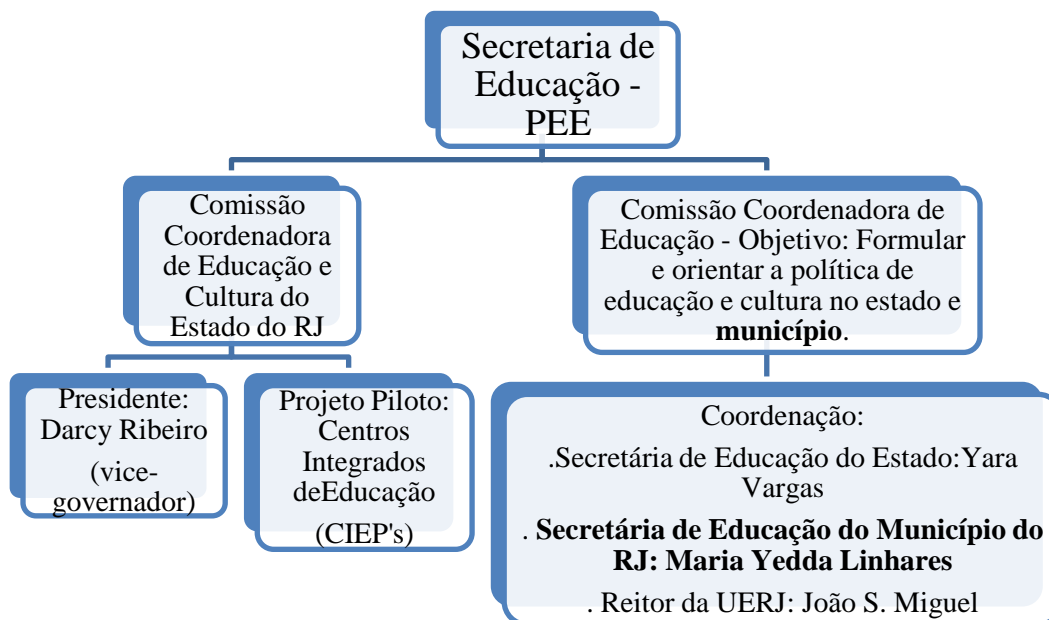 Secretaria de
Educação -
PEE
Comissão
Coordenadora
de Educação e
Cultura do
Estado do RJ
Comissão Coordenadora de
Educação - Objetivo: Formular
e orientar a política de
educação e cultura no estado e
município.
Presidente:
Darcy Ribeiro
(vice-
governador)
Projeto Piloto:
Centros
Integrados
deEducação
(CIEP's)
Coordenação:
.Secretária de Educação do Estado:Yara
Vargas
. Secretária de Educação do Município do
RJ: Maria Yedda Linhares
. Reitor da UERJ: João S. Miguel